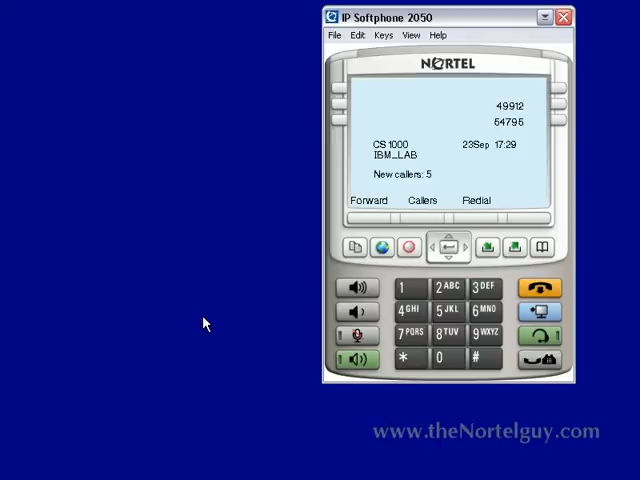 IP Softphone 2050
File Edit Keys View Help
NORTEL
49912
54795
CS 1000 23Sep 17:29
IBM_LAB
New callers: 5
Forward Callers Redial
1 2ABC 3DEF
4GHI 5JKL 6MNO
7PQRS 8TUV 9WXYZ
* 0 #
www.theNortelguy.com